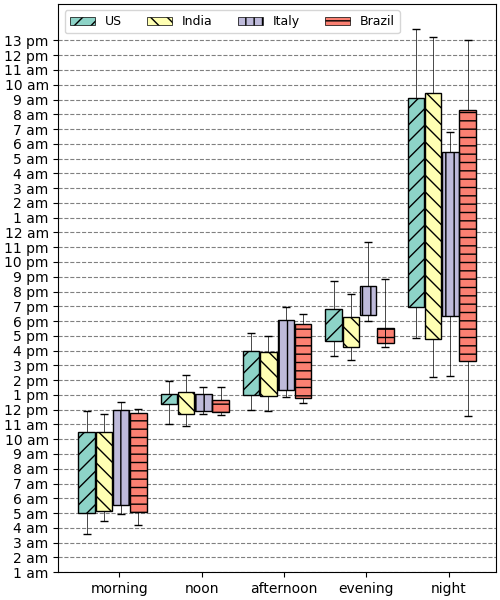 US India Italy Brazil
13 pm
12 pm
11 am
10 am
9 am
8 am
7 am
6 am
5 am
4 am
3 am
2 am
1 am
12 am
11 pm
10 pm
9 pm
8 pm
7 pm
6 pm
5 pm
4 pm
3 pm
2 pm
1 pm
12 pm
11 am
10 am
9 am
8 am
7 am
6 am
5 am
4 am
3 am
2 am
1 am
morning noon afternoon evening night